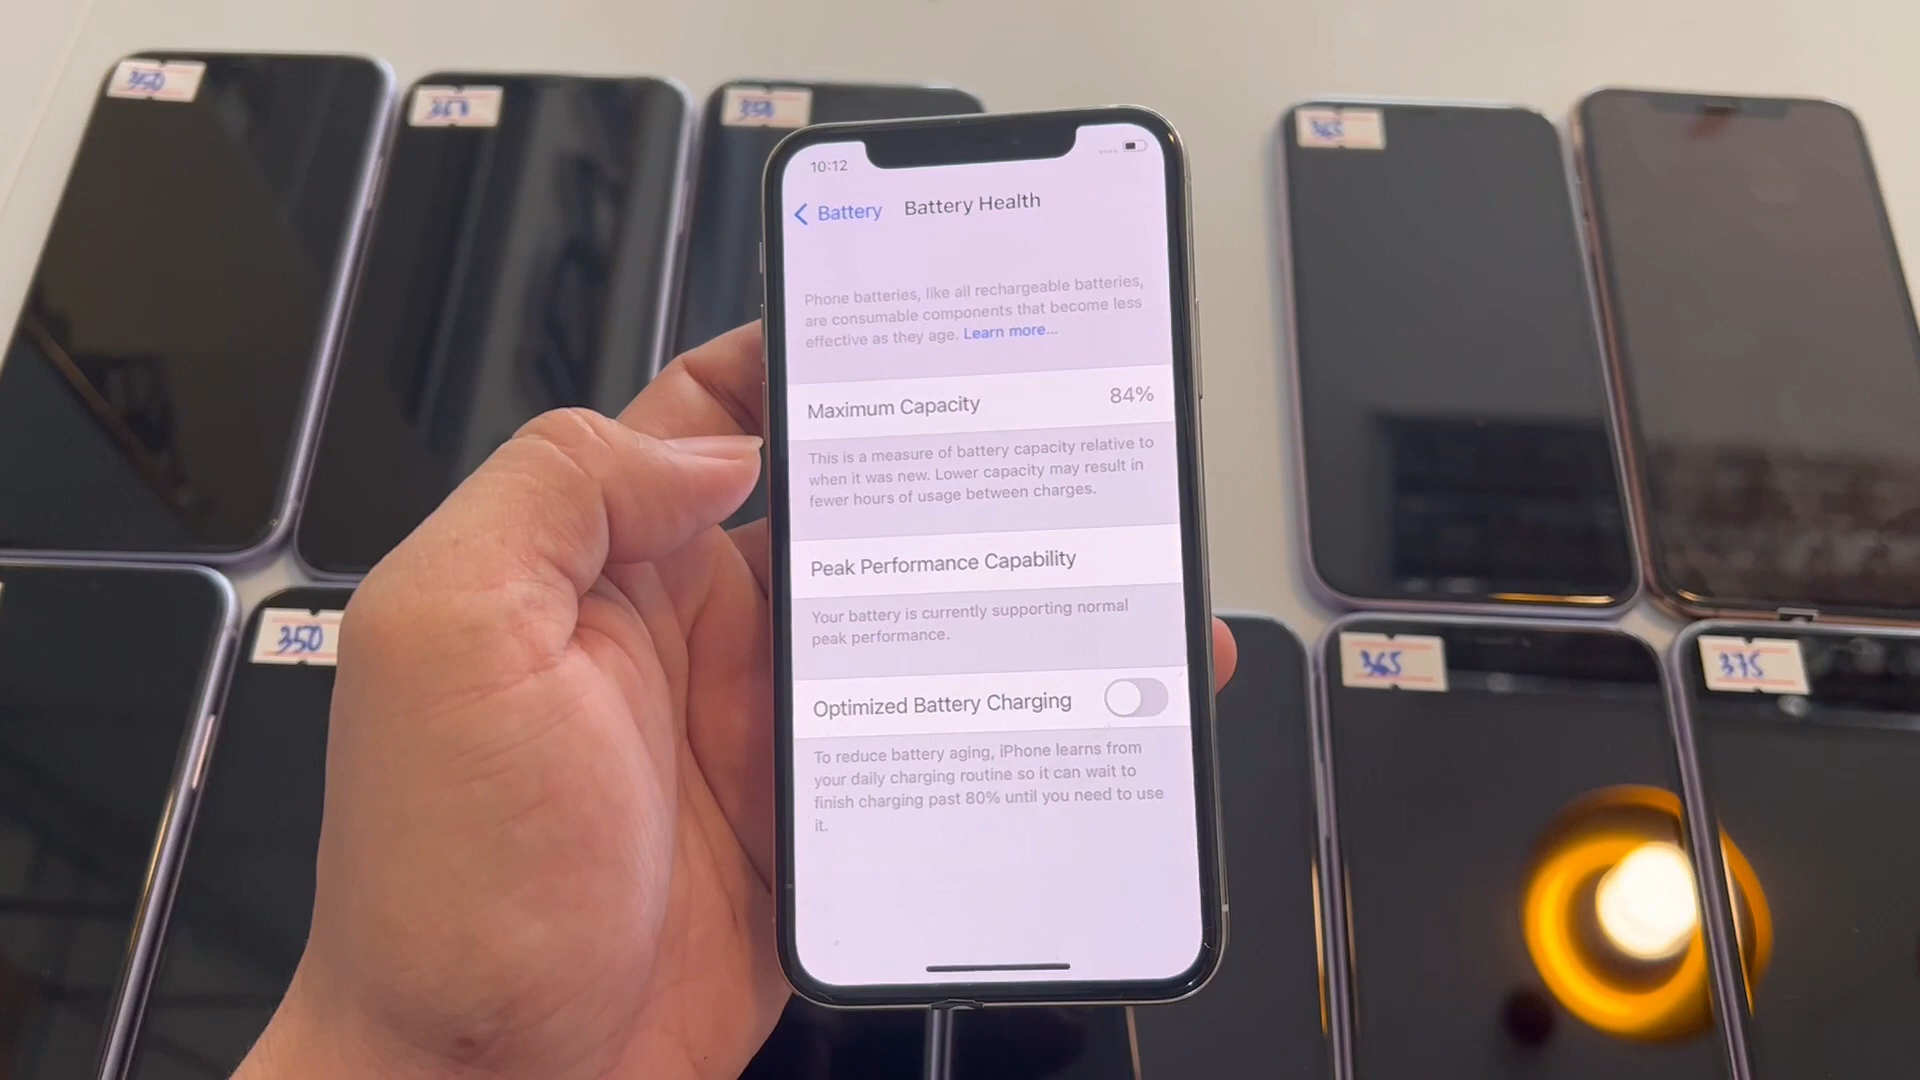 350
350
365
10:12
Battery
Battery Health
Phone batteries, like all rechargeable batteries,
are consumable components that become less
effective as they age. Learn more...
Maximum Capacity
84%
This is a measure of battery capacity relative to
when it was new. Lower capacity may result in
fewer hours of usage between charges.
Peak Performance Capability
Your battery is currently supporting normal
peak performance.
Optimized Battery Charging
To reduce battery aging, iPhone learns from
your daily charging routine so it can wait to
finish charging past 80% until you need to use
it.
350
365
375